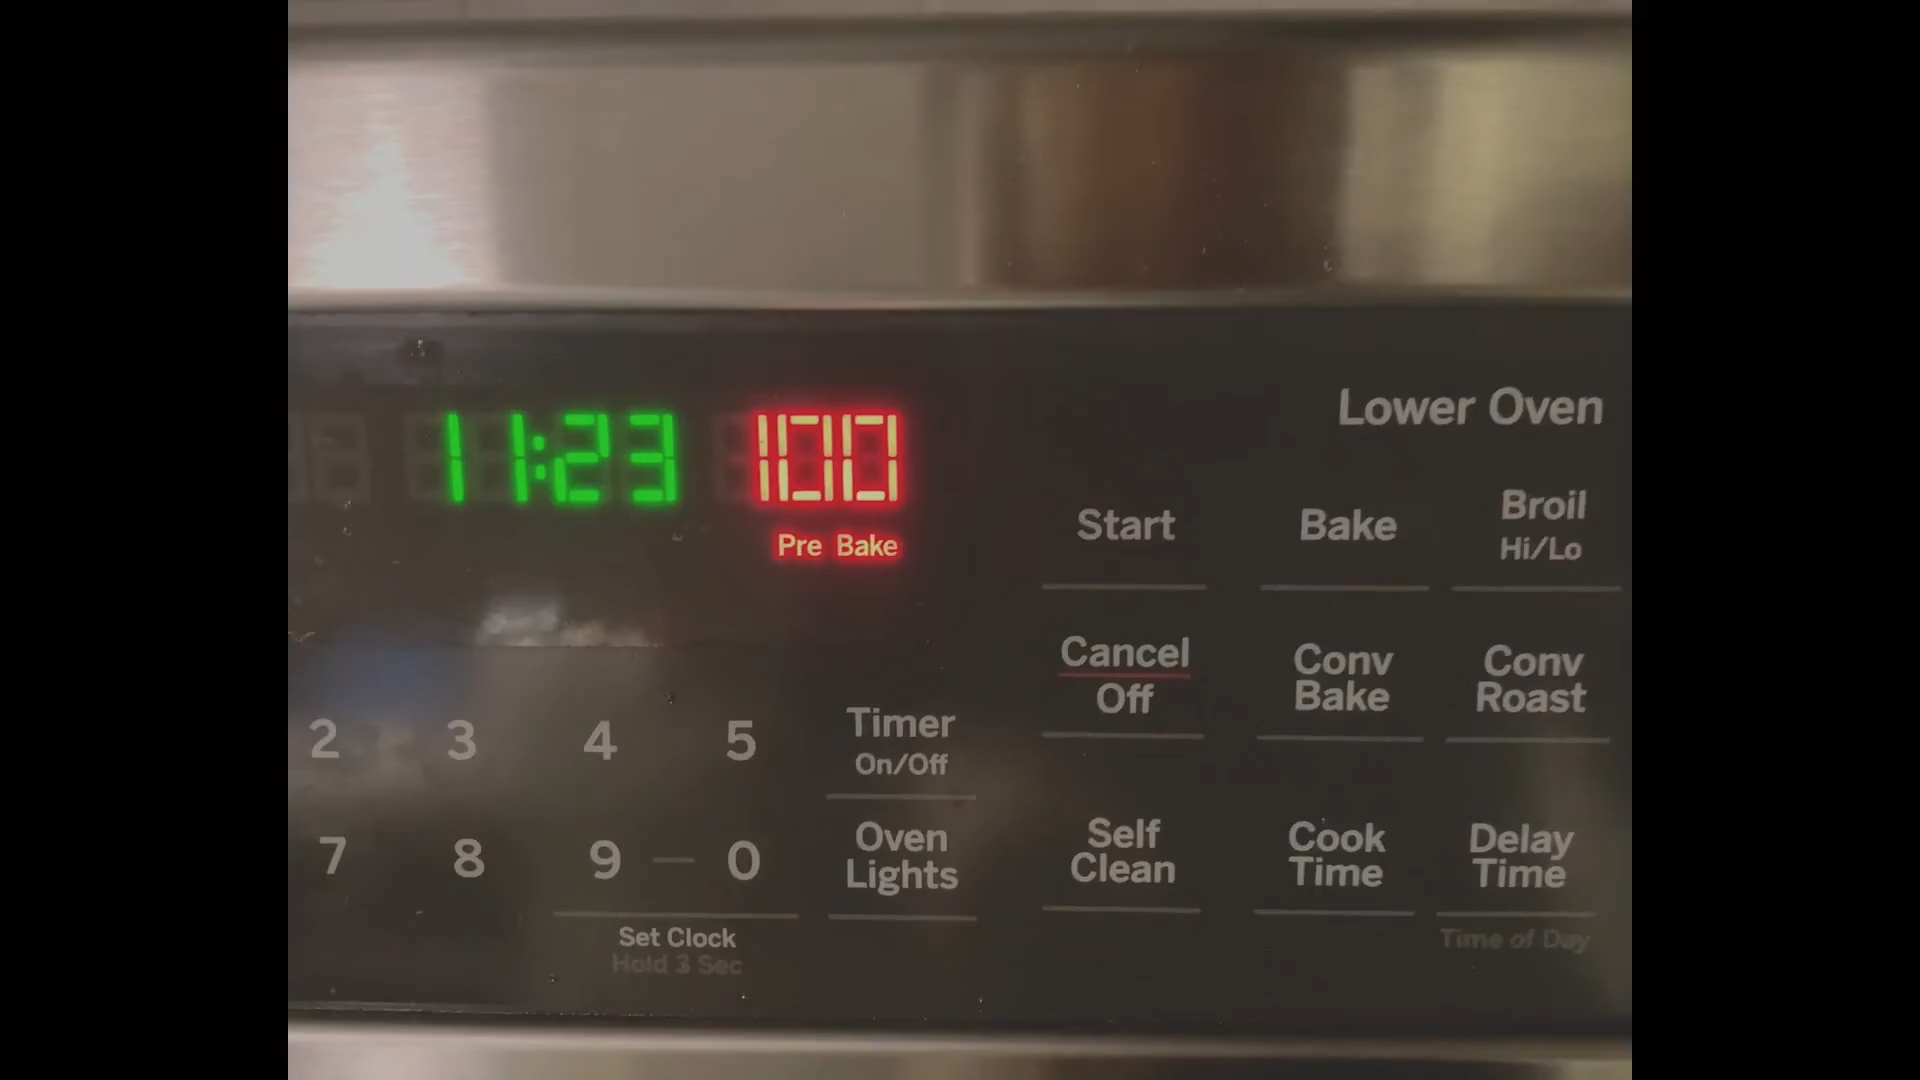 11:23 100
Pre Bake
Lower Oven
Start
Bake
Broil
Hi/Lo
Cancel
Off
Conv
Bake
Conv
Roast
2 3 4 5
Timer
On/Off
7 8 9 — 0
Oven
Lights
Self
Clean
Cook
Time
Delay
Time
Set Clock
Hold 3 Sec
Time of Day